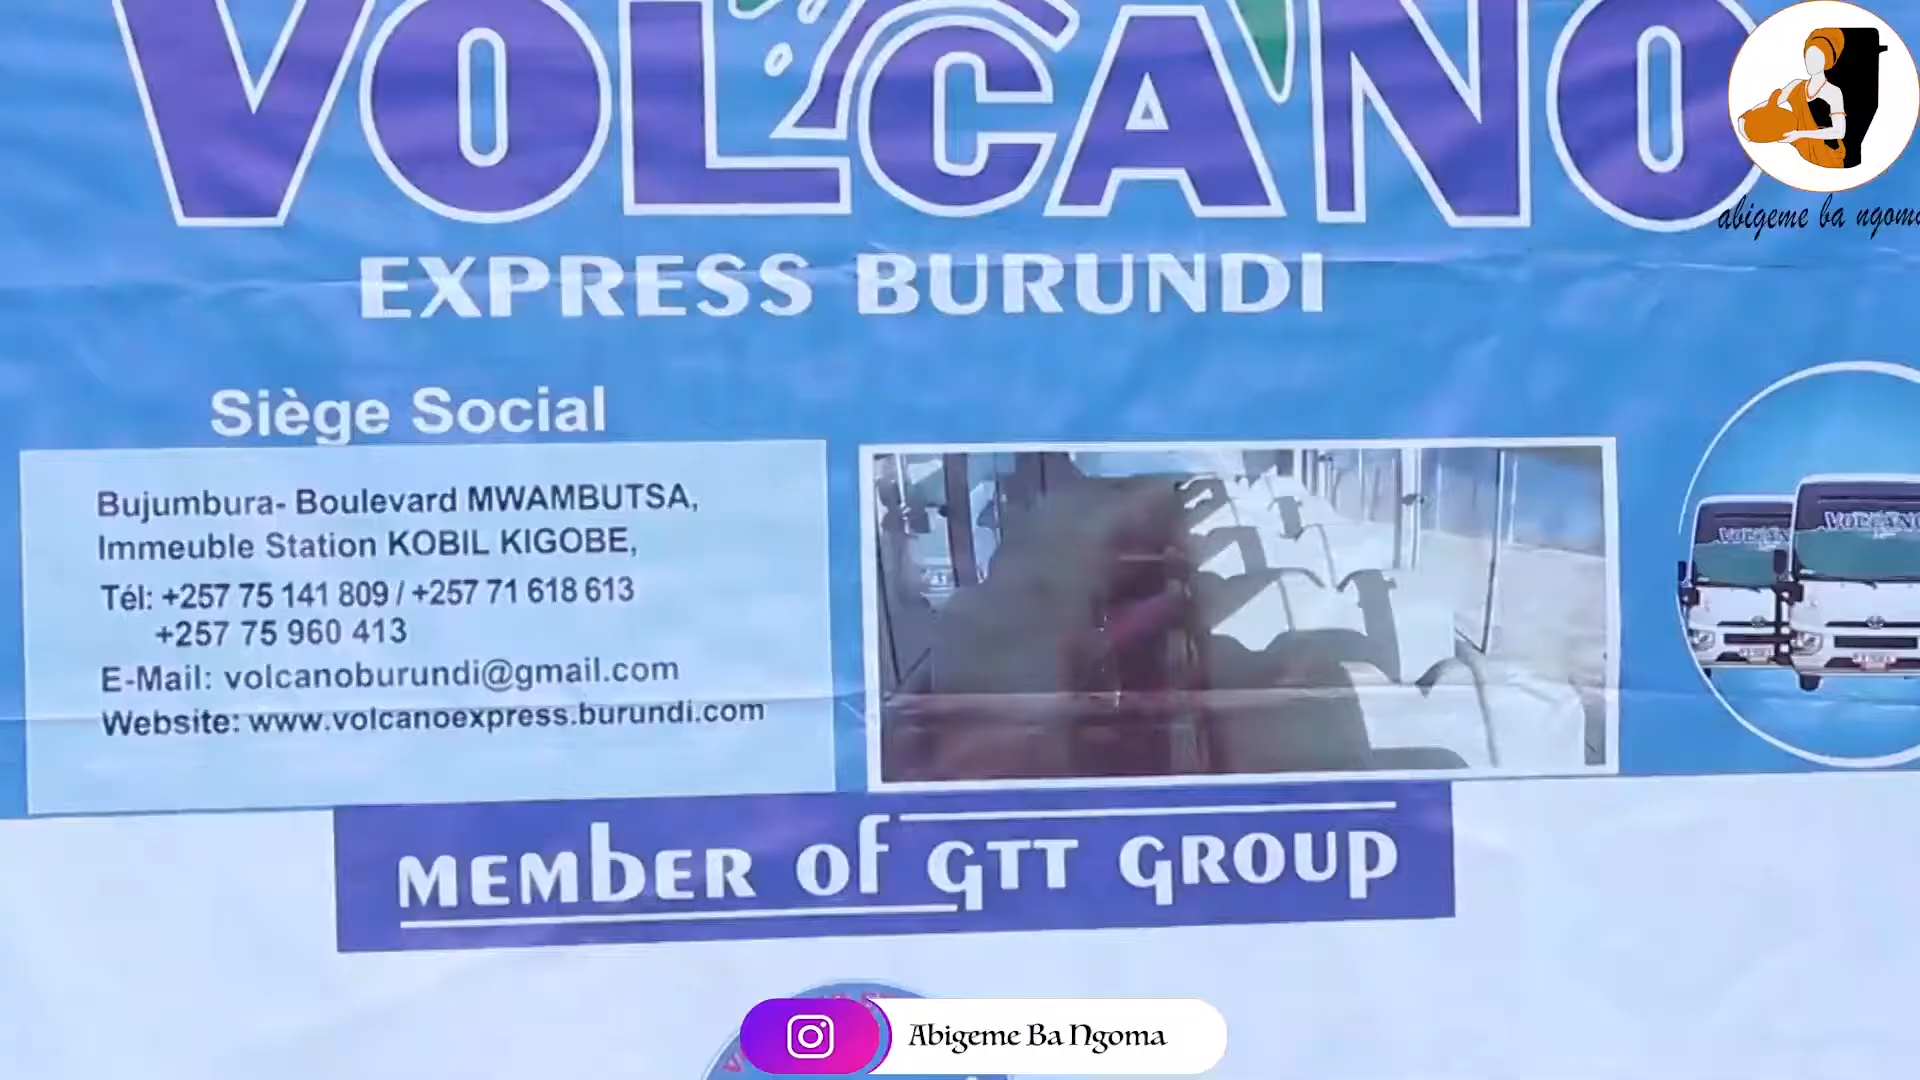 VOLCANO
EXPRESS BURUNDI
Siège Social
Bujumbura- Boulevard MWAMBUTSA,
Immeuble Station KOBIL KIGOBE,
Tél: +257 75 141 809 / +257 71 618 613
+257 75 960 413
E-Mail: volcanoburundi@gmail.com
Website: www.volcanoexpress.burundi.com
MEMbER of GTT GROUP
abigeme ba ngoma
VOLCANO
VOLCANO
Abigeme Ba Ngoma